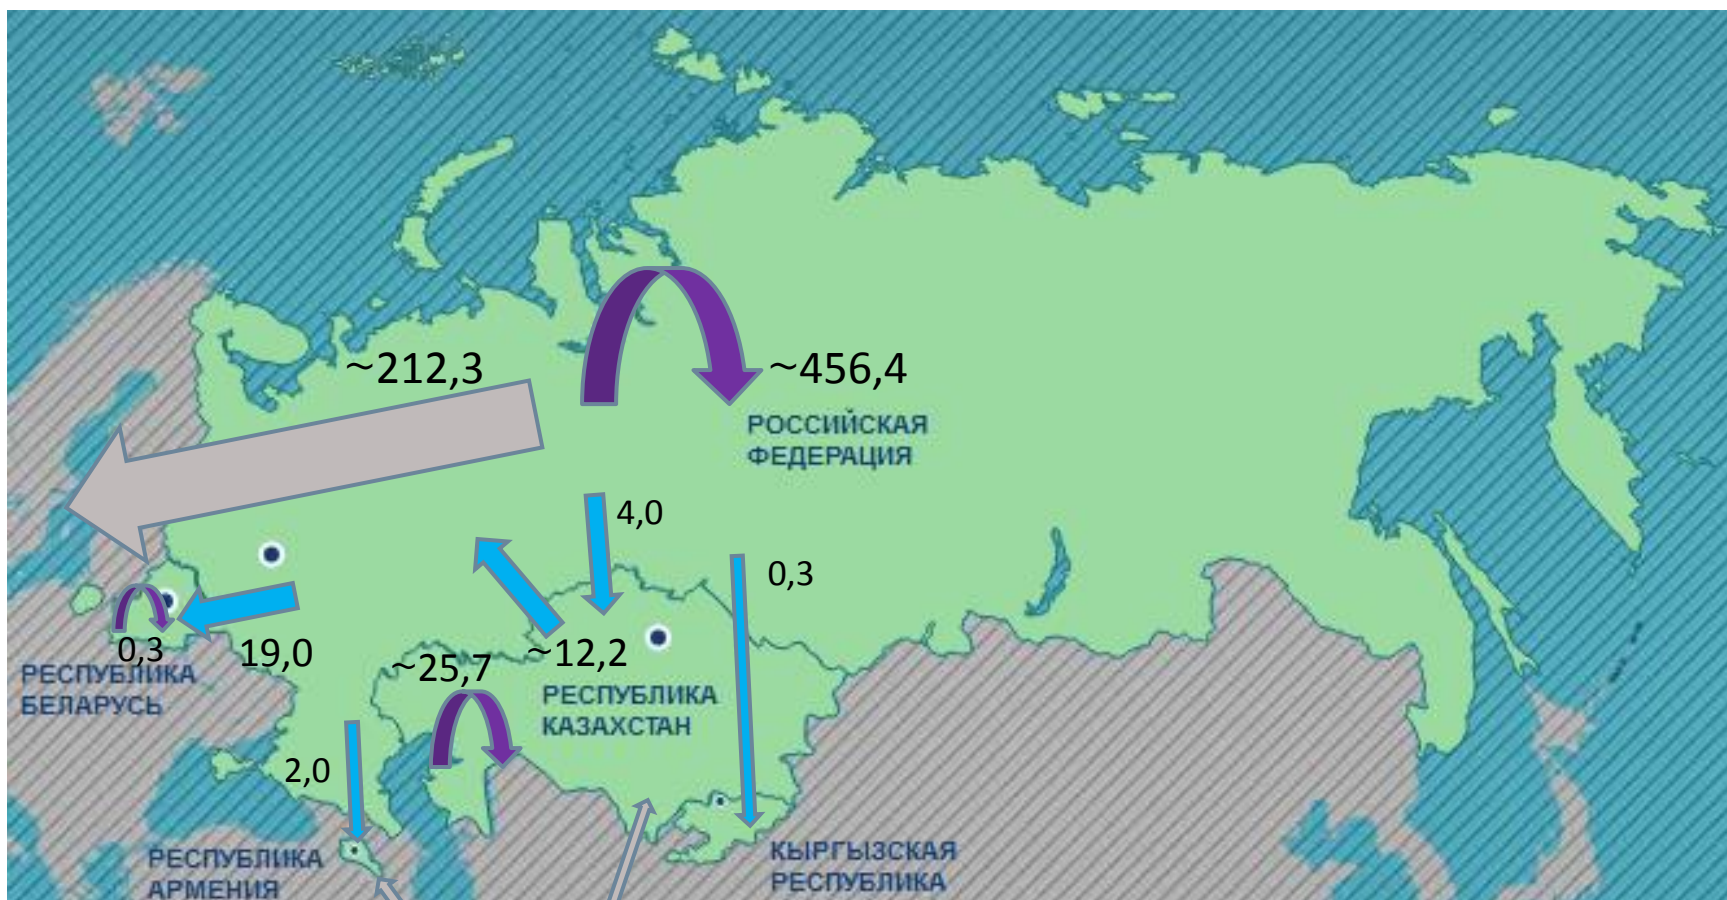 ~212,3
~456,4
РОССИЙСКАЯ
ФЕДЕРАЦИЯ
4,0
0,3
0,3
19,0
~25,7
~12,2
РЕСПУБЛИКА
БЕЛАРУСЬ
РЕСПУБЛИКА
КАЗАХСТАН
2,0
РЕСПУБЛИКА
АРМЕНИЯ
КЫРГЫЗСКАЯ
РЕСПУБЛИКА